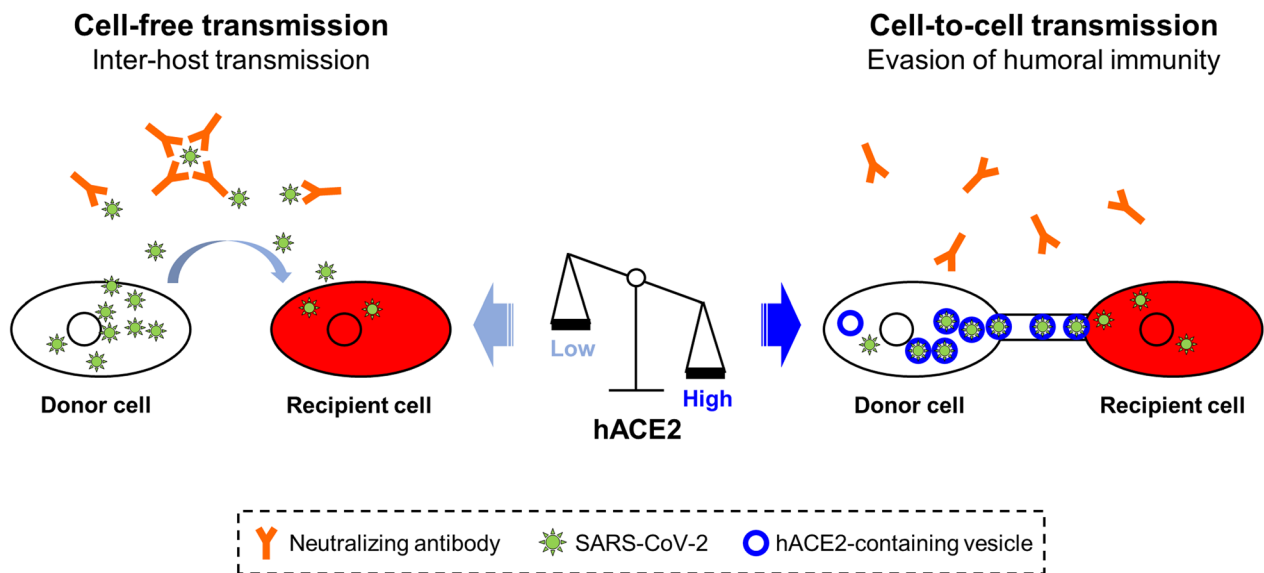 Cell-free transmission
Inter-host transmission
Cell-to-cell transmission
Evasion of humoral immunity
Low
High
hACE2
Donor cell
Recipient cell
Donor cell
Recipient cell
Neutralizing antibody
SARS-CoV-2
hACE2-containing vesicle